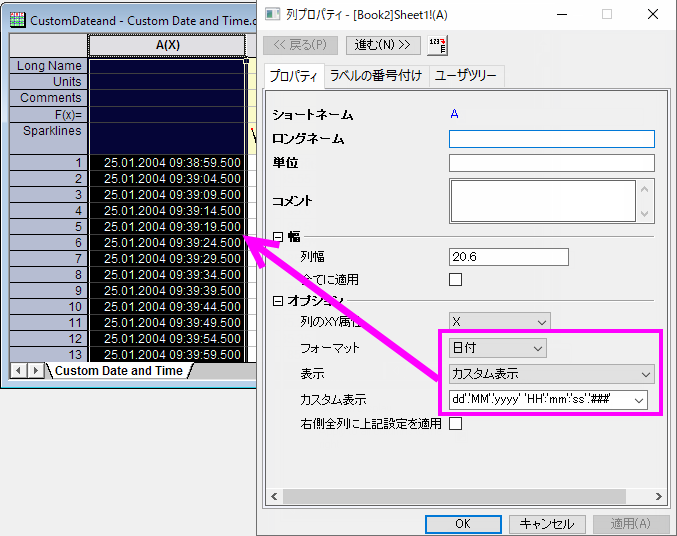 CustomDateand - Custom Date and Time.
A(X)
Long Name
Units
Comments
F(x)=
Sparklines
1 25.01.2004 09:38:59.500
2 25.01.2004 09:39:04.500
3 25.01.2004 09:39:09.500
4 25.01.2004 09:39:14.500
5 25.01.2004 09:39:19.500
6 25.01.2004 09:39:24.500
7 25.01.2004 09:39:29.500
8 25.01.2004 09:39:34.500
9 25.01.2004 09:39:39.500
10 25.01.2004 09:39:44.500
11 25.01.2004 09:39:49.500
12 25.01.2004 09:39:54.500
13 25.01.2004 09:39:59.500
Custom Date and Time
列プロパティ - [Book2]Sheet1!(A)
<< 戻る(P) 進む(N) >>
プロパティ ラベルの番号付け ユーザツリー
ショートネーム A
ロングネーム
単位
コメント
幅
列幅 20.6
全てに適用
オプション
列のXY属性 X
フォーマット 日付
表示 カスタム表示
カスタム表示 dd'.'MM'.'yyyy' 'HH':'mm':'ss'.'###'
右側全列に上記設定を適用
OK キャンセル 適用(A)